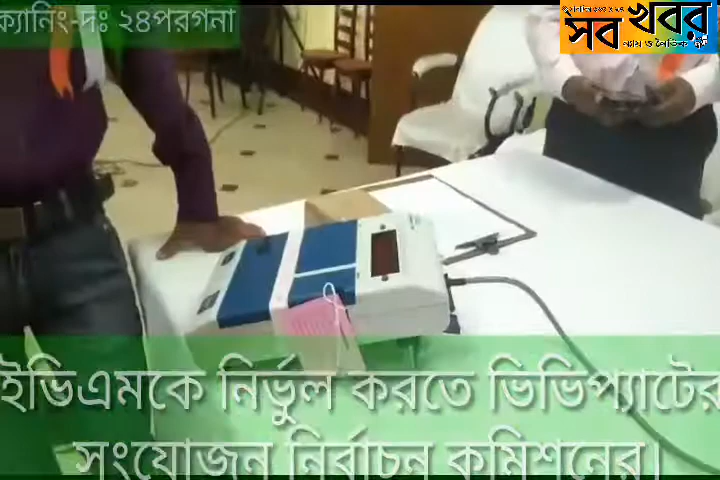 ক্যানিং-দঃ ২৪পরগনা
সব খবর
ন্যায় ও নৈতিক
ইভিএমকে নির্ভুল করতে ভিভিপ্যাটের
সংযোজন নির্বাচন কমিশনের।